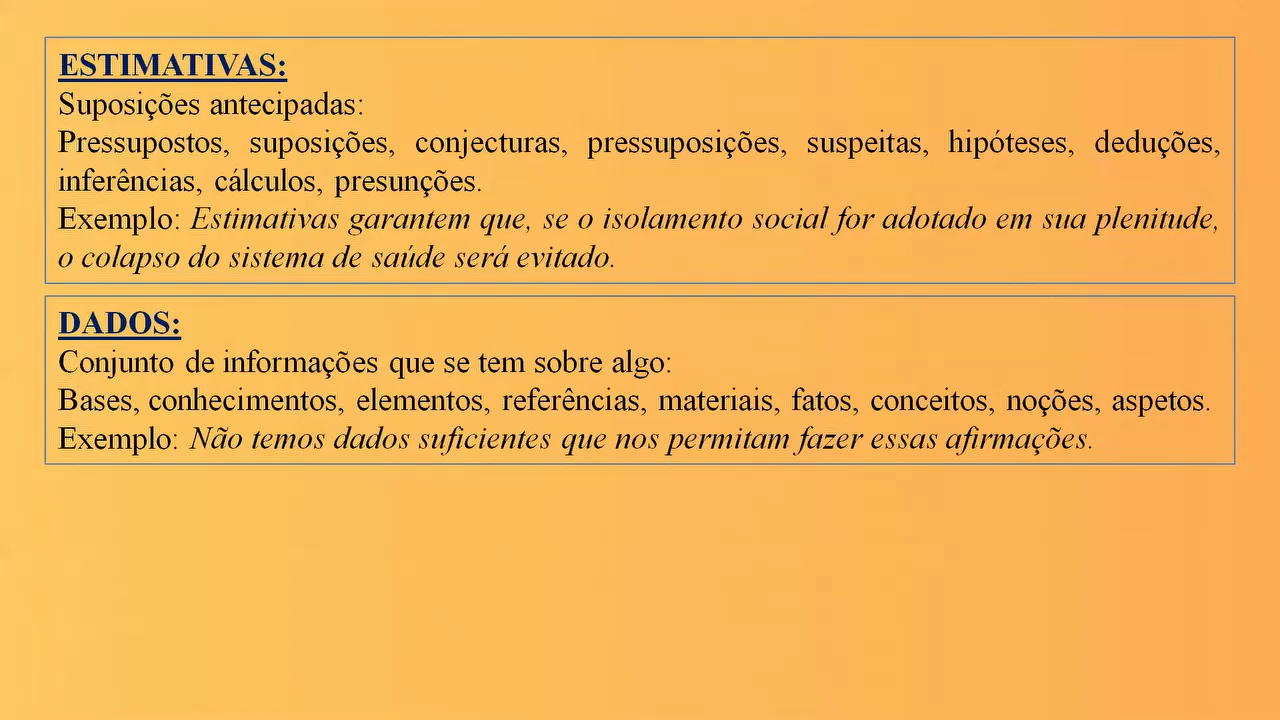 ESTIMATIVAS:
Suposições antecipadas:
Pressupostos, suposições, conjecturas, pressuposições, suspeitas, hipóteses, deduções,
inferências, cálculos, presunções.
Exemplo: Estimativas garantem que, se o isolamento social for adotado em sua plenitude,
o colapso do sistema de saúde será evitado.
DADOS:
Conjunto de informações que se tem sobre algo:
Bases, conhecimentos, elementos, referências, materiais, fatos, conceitos, noções, aspetos.
Exemplo: Não temos dados suficientes que nos permitam fazer essas afirmações.